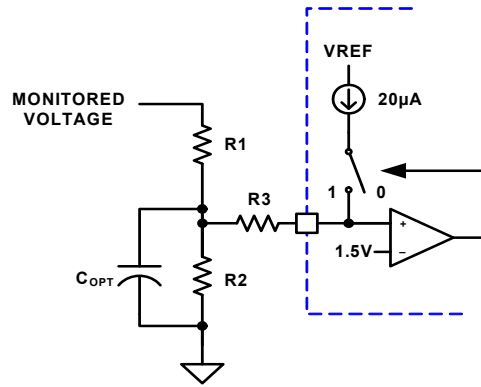 VREF
20µA
MONITORED
VOLTAGE
R1
R3
1 0
+
1.5V
−
R2
COPT